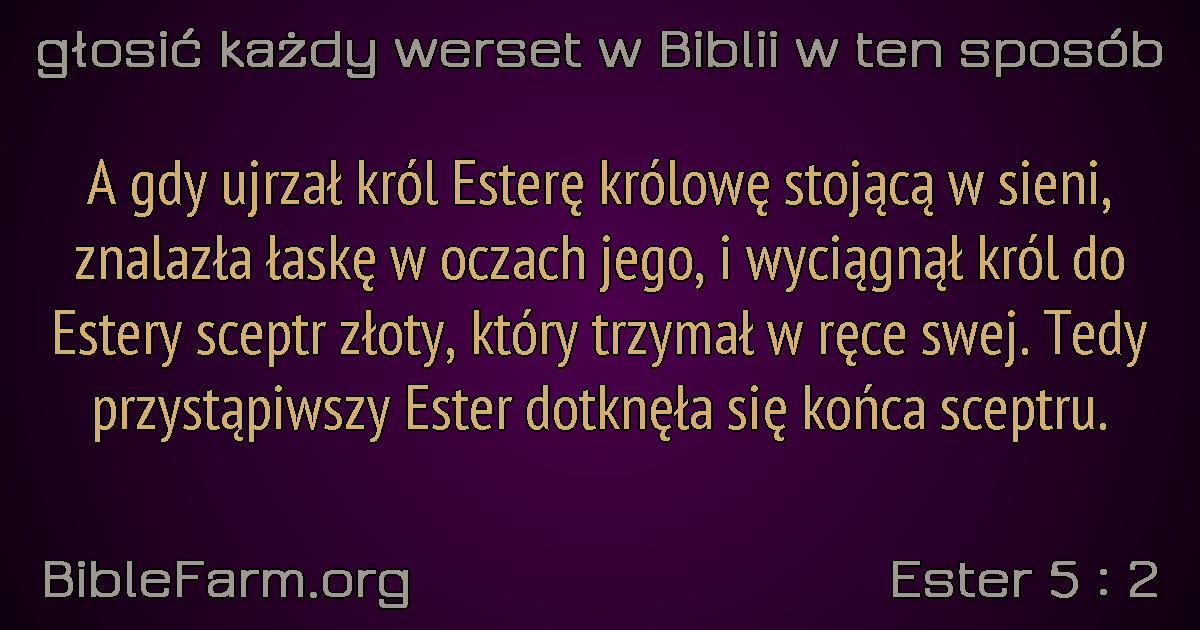 głosić każdy werset w Biblii w ten sposób
A gdy ujrzał król Esterę królowę stojącą w sieni,
znalazła łaskę w oczach jego, i wyciągnął król do
Estery sceptr złoty, który trzymał w ręce swej. Tedy
przystąpiwszy Ester dotknęła się końca sceptru.
BibleFarm.org
Ester 5 : 2